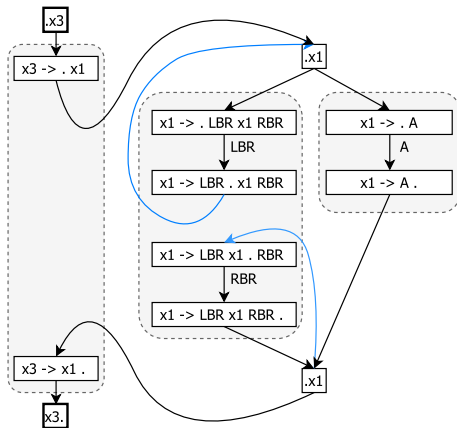 .x3
x3 -> . x1
.x1
x1 -> . LBR x1 RBR
LBR
x1 -> LBR . x1 RBR
x1 -> . A
A
x1 -> A .
x1 -> LBR x1 . RBR
RBR
x1 -> LBR x1 RBR .
x3 -> x1 .
x3.
.x1